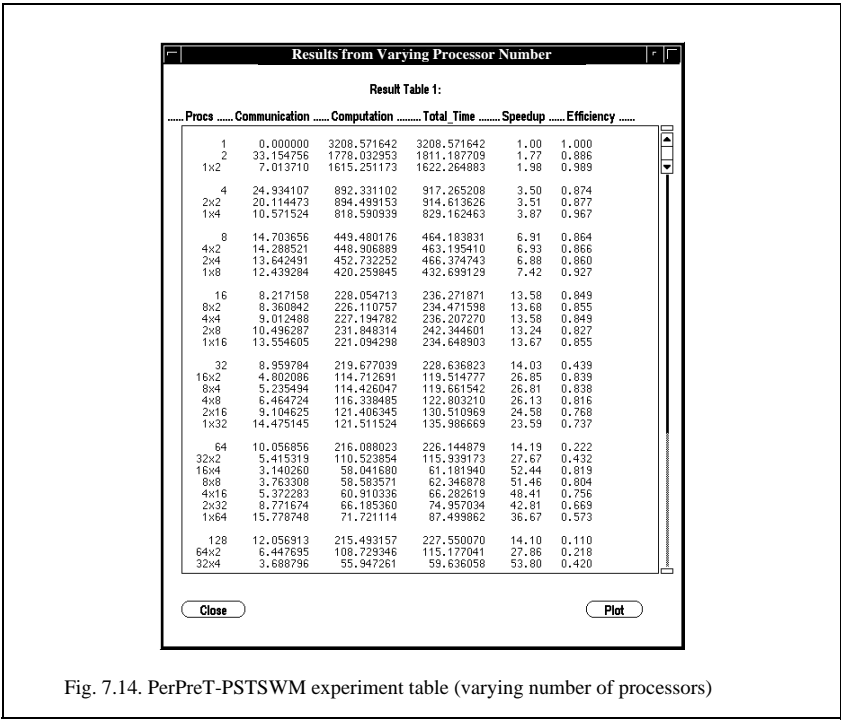 Results from Varying Processor Number
Result Table 1:
...... Procs ...... Communication ...... Computation ......... Total_Time ........ Speedup ...... Efficiency ......
1 0.000000 3208.571642 3208.571642 1.00 1.000
2 33.154756 1778.032953 1811.187709 1.77 0.886
1x2 7.013710 1615.251173 1622.264883 1.98 0.989
4 24.934107 892.331102 917.265208 3.50 0.874
2x2 20.114473 894.499153 914.613626 3.51 0.877
1x4 10.571524 818.590939 829.162463 3.87 0.967
8 14.703656 449.480176 464.183831 6.91 0.864
4x2 14.288521 448.906889 463.195410 6.93 0.866
2x4 13.642491 452.732252 466.374743 6.88 0.860
1x8 12.439284 420.259845 432.699129 7.42 0.927
16 8.217158 228.054713 236.271871 13.58 0.849
8x2 8.360842 226.110757 234.471598 13.68 0.855
4x4 9.012488 227.194782 236.207270 13.58 0.849
2x8 10.496287 231.848314 242.344601 13.24 0.827
1x16 13.554605 221.094298 234.648903 13.67 0.855
32 8.959784 219.677039 228.636823 14.03 0.439
16x2 4.802086 114.712691 119.514777 26.85 0.839
8x4 5.235494 114.426047 119.661542 26.81 0.838
4x8 6.464724 116.338485 122.803210 26.13 0.816
2x16 9.104625 121.406345 130.510969 24.58 0.768
1x32 14.475145 121.511524 135.986669 23.59 0.737
64 10.056856 216.088023 226.144879 14.19 0.222
32x2 5.415319 110.523854 115.939173 27.67 0.432
16x4 3.140260 58.041680 61.181940 52.44 0.819
8x8 3.763308 58.583571 62.346878 51.46 0.804
4x16 5.372283 60.910336 66.282619 48.41 0.756
2x32 8.771674 66.185360 74.957034 42.81 0.669
1x64 15.778748 71.721114 87.499862 36.67 0.573
128 12.056913 215.493157 227.550070 14.10 0.110
64x2 6.447695 108.729346 115.177041 27.86 0.218
32x4 3.688796 55.947261 59.636058 53.80 0.420
Close Plot
Fig. 7.14. PerPreT-PSTSWM experiment table (varying number of processors)